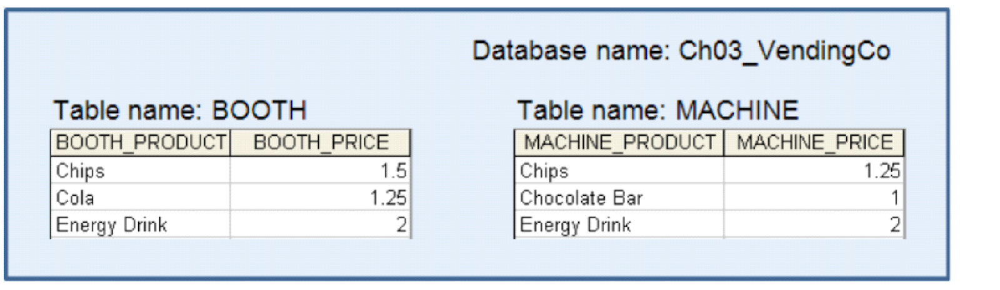 Database name: Ch03_VendingCo
Table name: BOOTH
BOOTH_PRODUCT BOOTH_PRICE
Chips 1.5
Cola 1.25
Energy Drink 2
Table name: MACHINE
MACHINE_PRODUCT MACHINE_PRICE
Chips 1.25
Chocolate Bar 1
Energy Drink 2